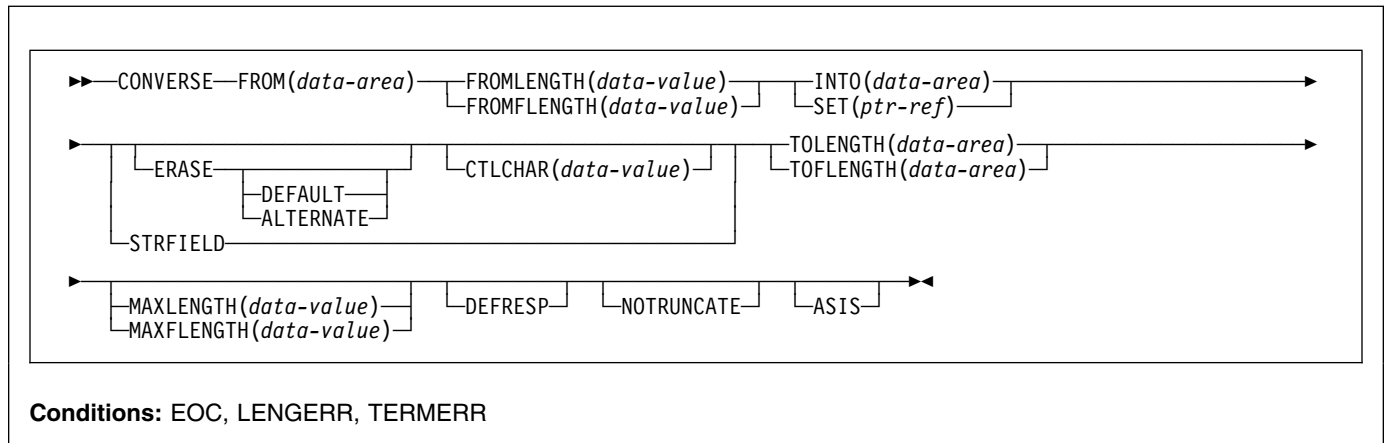 ►►──CONVERSE──FROM(data-area)──FROMLENGTH(data-value)──INTO(data-area)──►
FROMFLENGTH(data-value) SET(ptr-ref)
► TOLENGTH(data-area) ►
ERASE CTLCHAR(data-value) TOFLENGTH(data-area)
DEFAULT
ALTERNATE
STRFIELD
► ►◄
MAXLENGTH(data-value) DEFRESP NOTRUNCATE ASIS
MAXFLENGTH(data-value)
Conditions: EOC, LENGERR, TERMERR